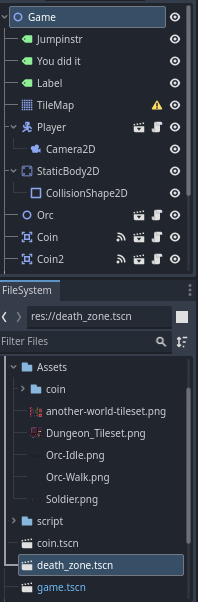 Game
Jumpinstr
You did it
Label
TileMap
Player
Camera2D
StaticBody2D
CollisionShape2D
Orc
Coin
Coin2
FileSystem
res://death_zone.tscn
Filter Files
Assets
coin
another-world-tileset.png
Dungeon_Tileset.png
Orc-Idle.png
Orc-Walk.png
Soldier.png
script
coin.tscn
death_zone.tscn
game.tscn